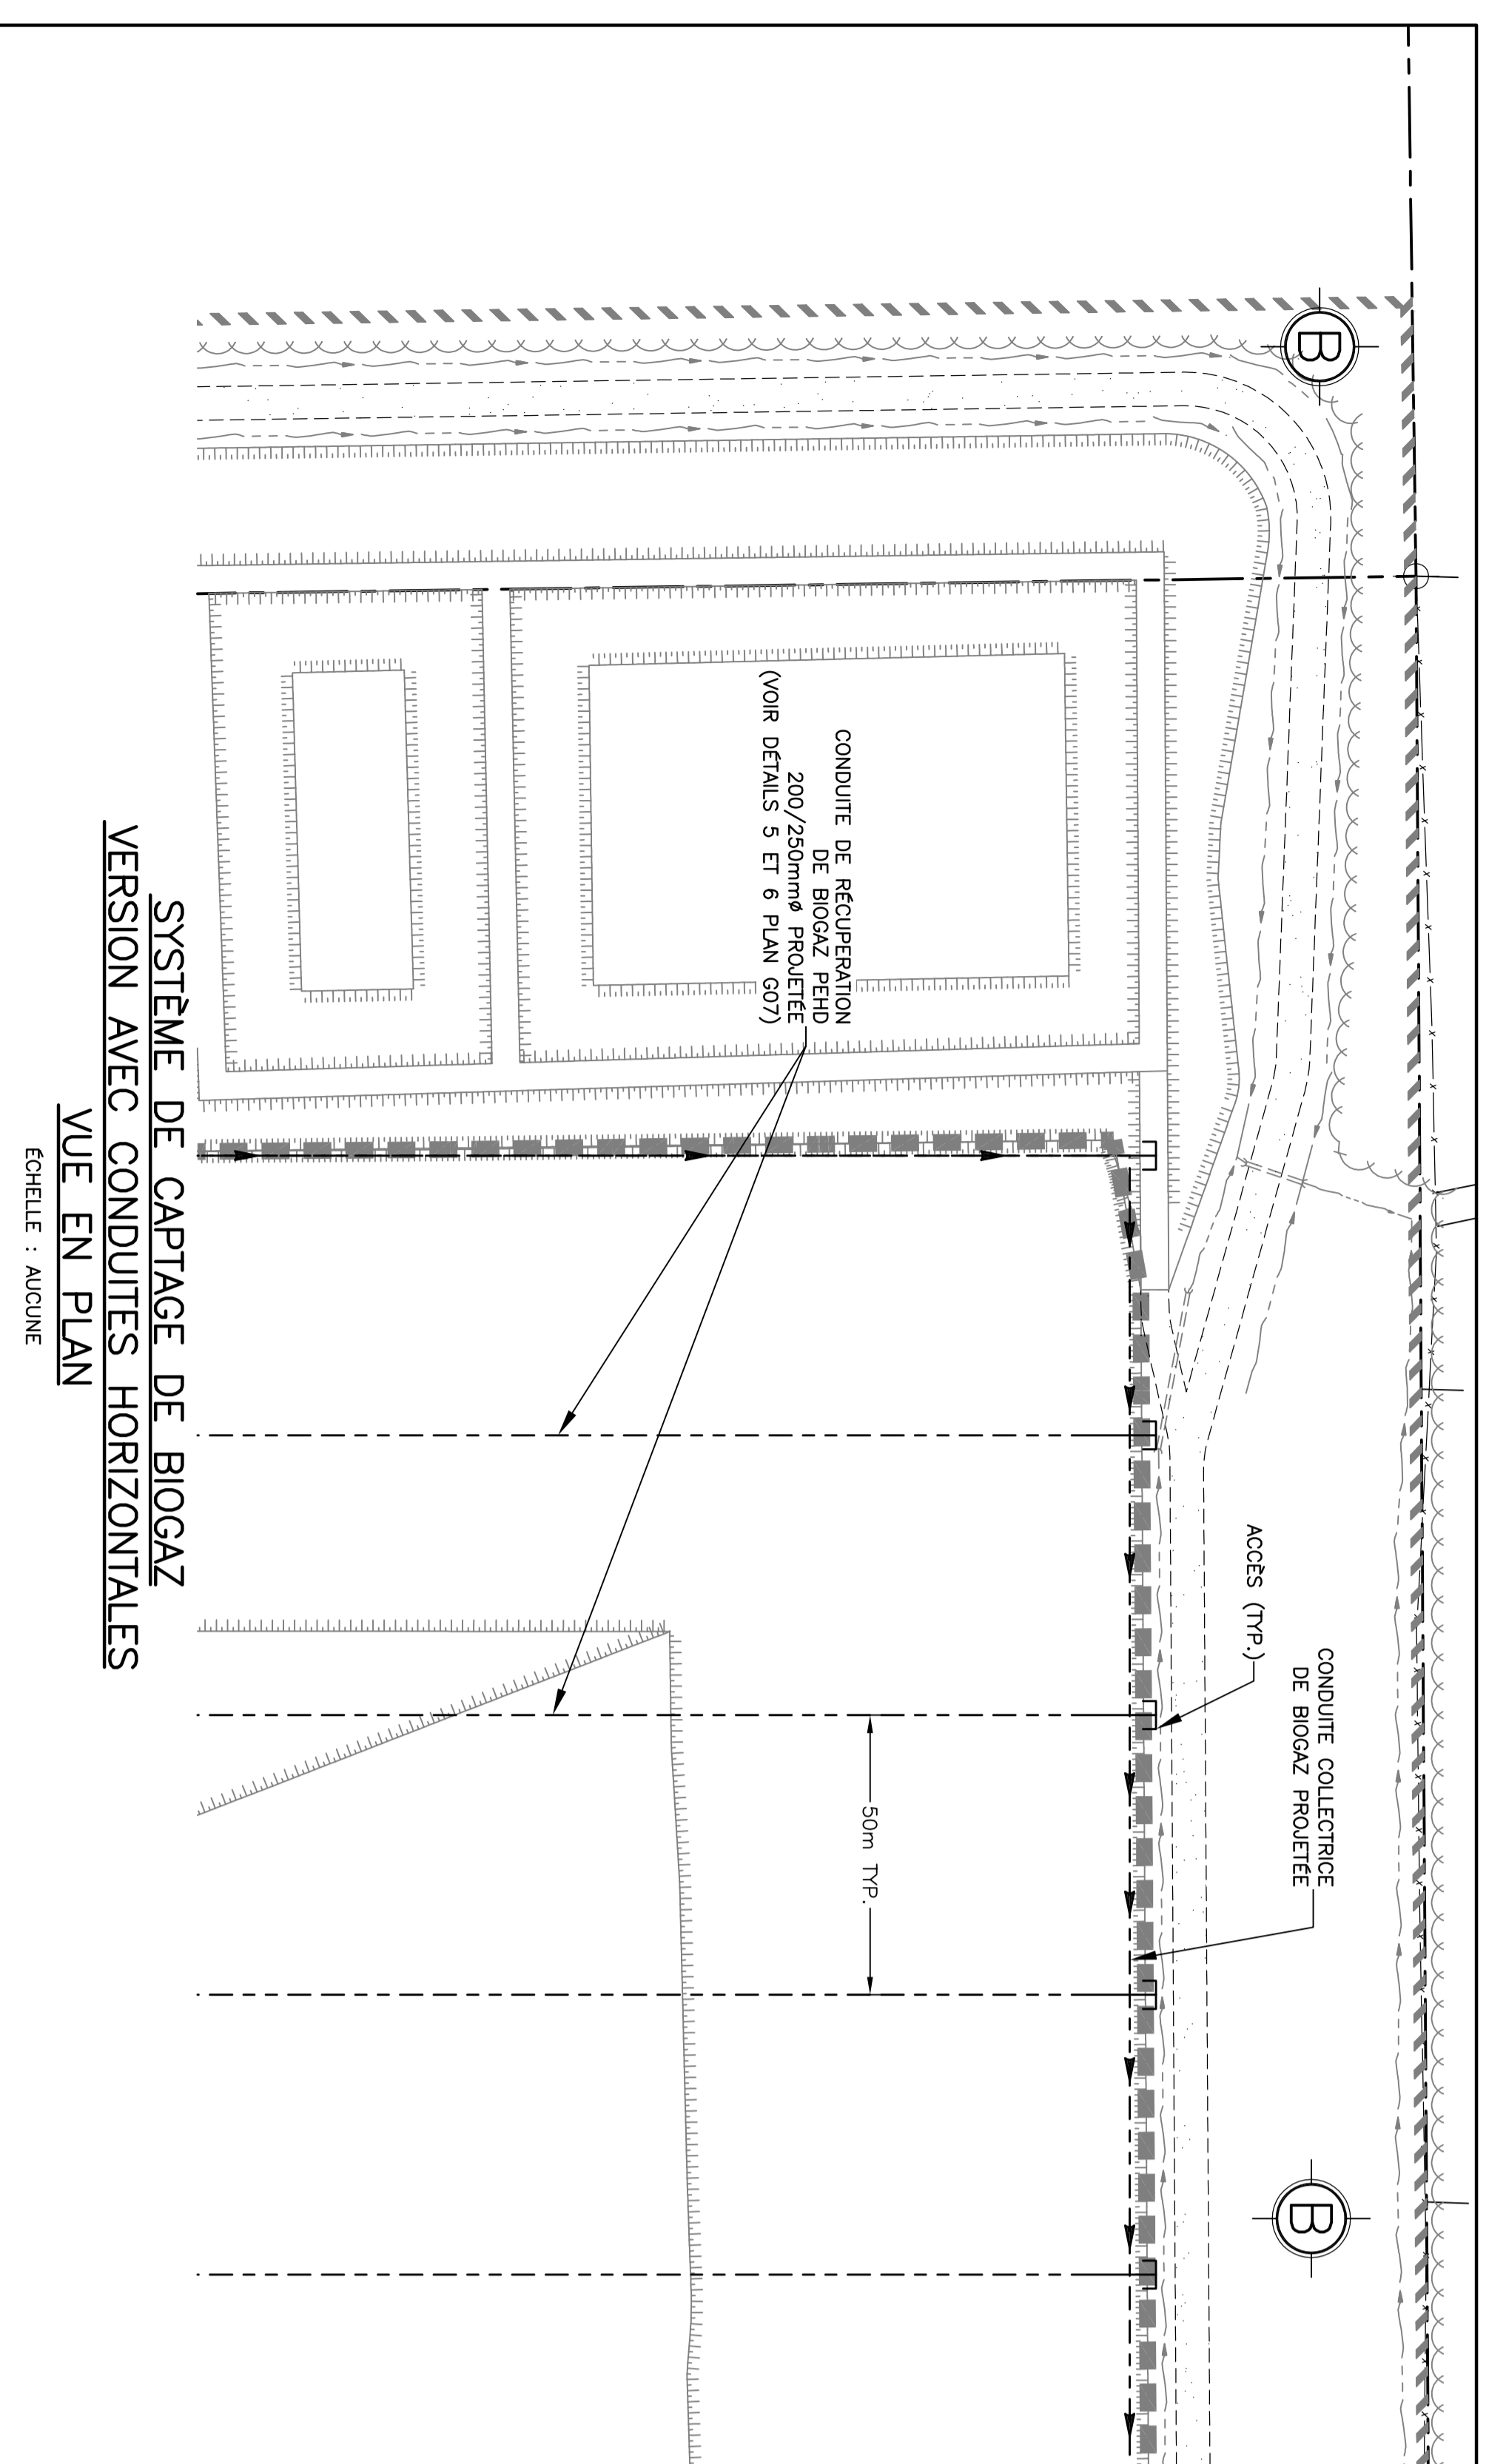 B
B
ACCÈS (TYP.)
CONDUITE COLLECTRICE
DE BIOGAZ PROJETÉE
CONDUITE DE RÉCUPÉRATION
DE BIOGAZ PEHD
200/250mmø PROJETÉE
(VOIR DÉTAILS 5 ET 6 PLAN G07)
50m TYP.
SYSTÈME DE CAPTAGE DE BIOGAZ
VERSION AVEC CONDUITES HORIZONTALES
VUE EN PLAN
ÉCHELLE : AUCUNE